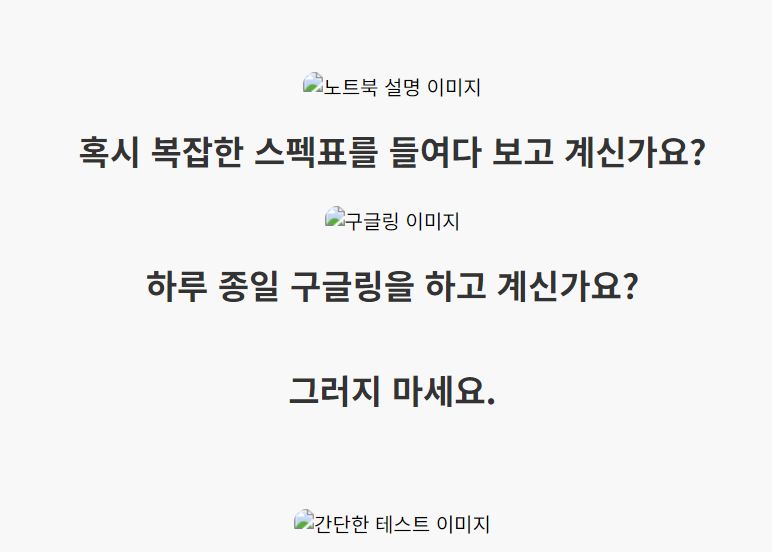 노트북 설명 이미지
혹시 복잡한 스펙표를 들여다 보고 계신가요?
구글링 이미지
하루 종일 구글링을 하고 계신가요?
그러지 마세요.
간단한 테스트 이미지